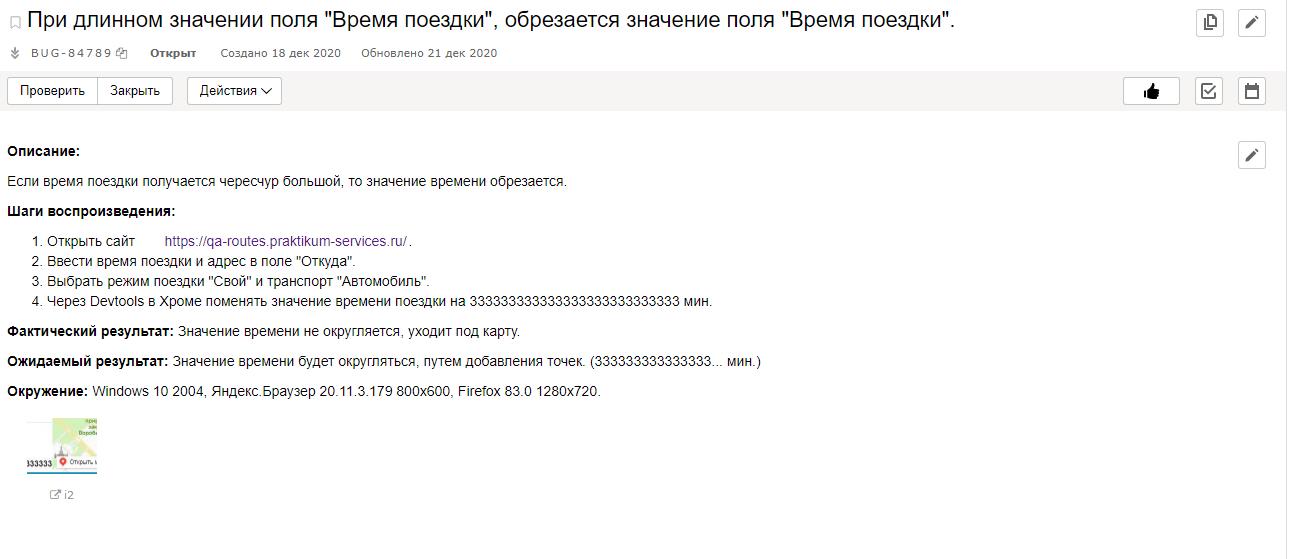 При длинном значении поля "Время поездки", обрезается значение поля "Время поездки".
BUG-84789 Открыт Создано 18 дек 2020 Обновлено 21 дек 2020
Проверить Закрыть Действия
Описание:
Если время поездки получается чересчур большой, то значение времени обрезается.
Шаги воспроизведения:
1. Открыть сайт https://qa-routes.praktikum-services.ru/ .
2. Ввести время поездки и адрес в поле "Откуда".
3. Выбрать режим поездки "Свой" и транспорт "Автомобиль".
4. Через Devtools в Хроме поменять значение времени поездки на 333333333333333333333333333 мин.
Фактический результат: Значение времени не округляется, уходит под карту.
Ожидаемый результат: Значение времени будет округляться, путем добавления точек. (333333333333333... мин.)
Окружение: Windows 10 2004, Яндекс.Браузер 20.11.3.179 800x600, Firefox 83.0 1280x720.
333333 Открыть
i2